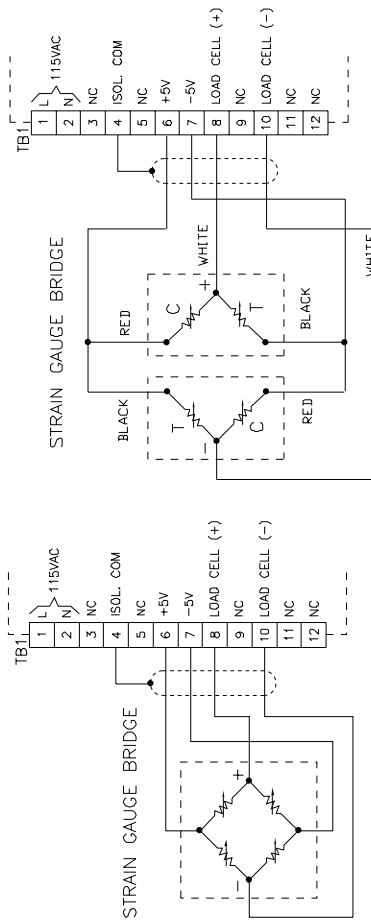 STRAIN GAUGE BRIDGE
TB1
1 L
2 N
115VAC
3 NC
4 ISOL. COM
5 NC
6 +5V
7 -5V
8 LOAD CELL (+)
9 NC
10 LOAD CELL (-)
11 NC
12 NC
- +
STRAIN GAUGE BRIDGE
TB1
1 L
2 N
115VAC
3 NC
4 ISOL. COM
5 NC
6 +5V
7 -5V
8 LOAD CELL (+)
9 NC
10 LOAD CELL (-)
11 NC
12 NC
BLACK
RED
T
C
- +
WHITE
C
T
RED
BLACK
WHITE